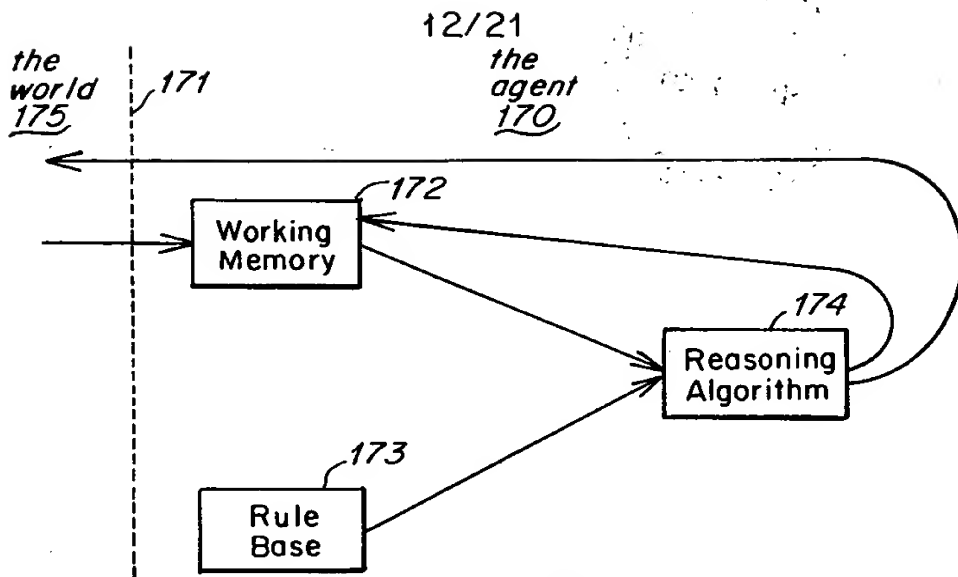 12/21
the
world
175
171
the
agent
170
172
Working
Memory
174
Reasoning
Algorithm
173
Rule
Base